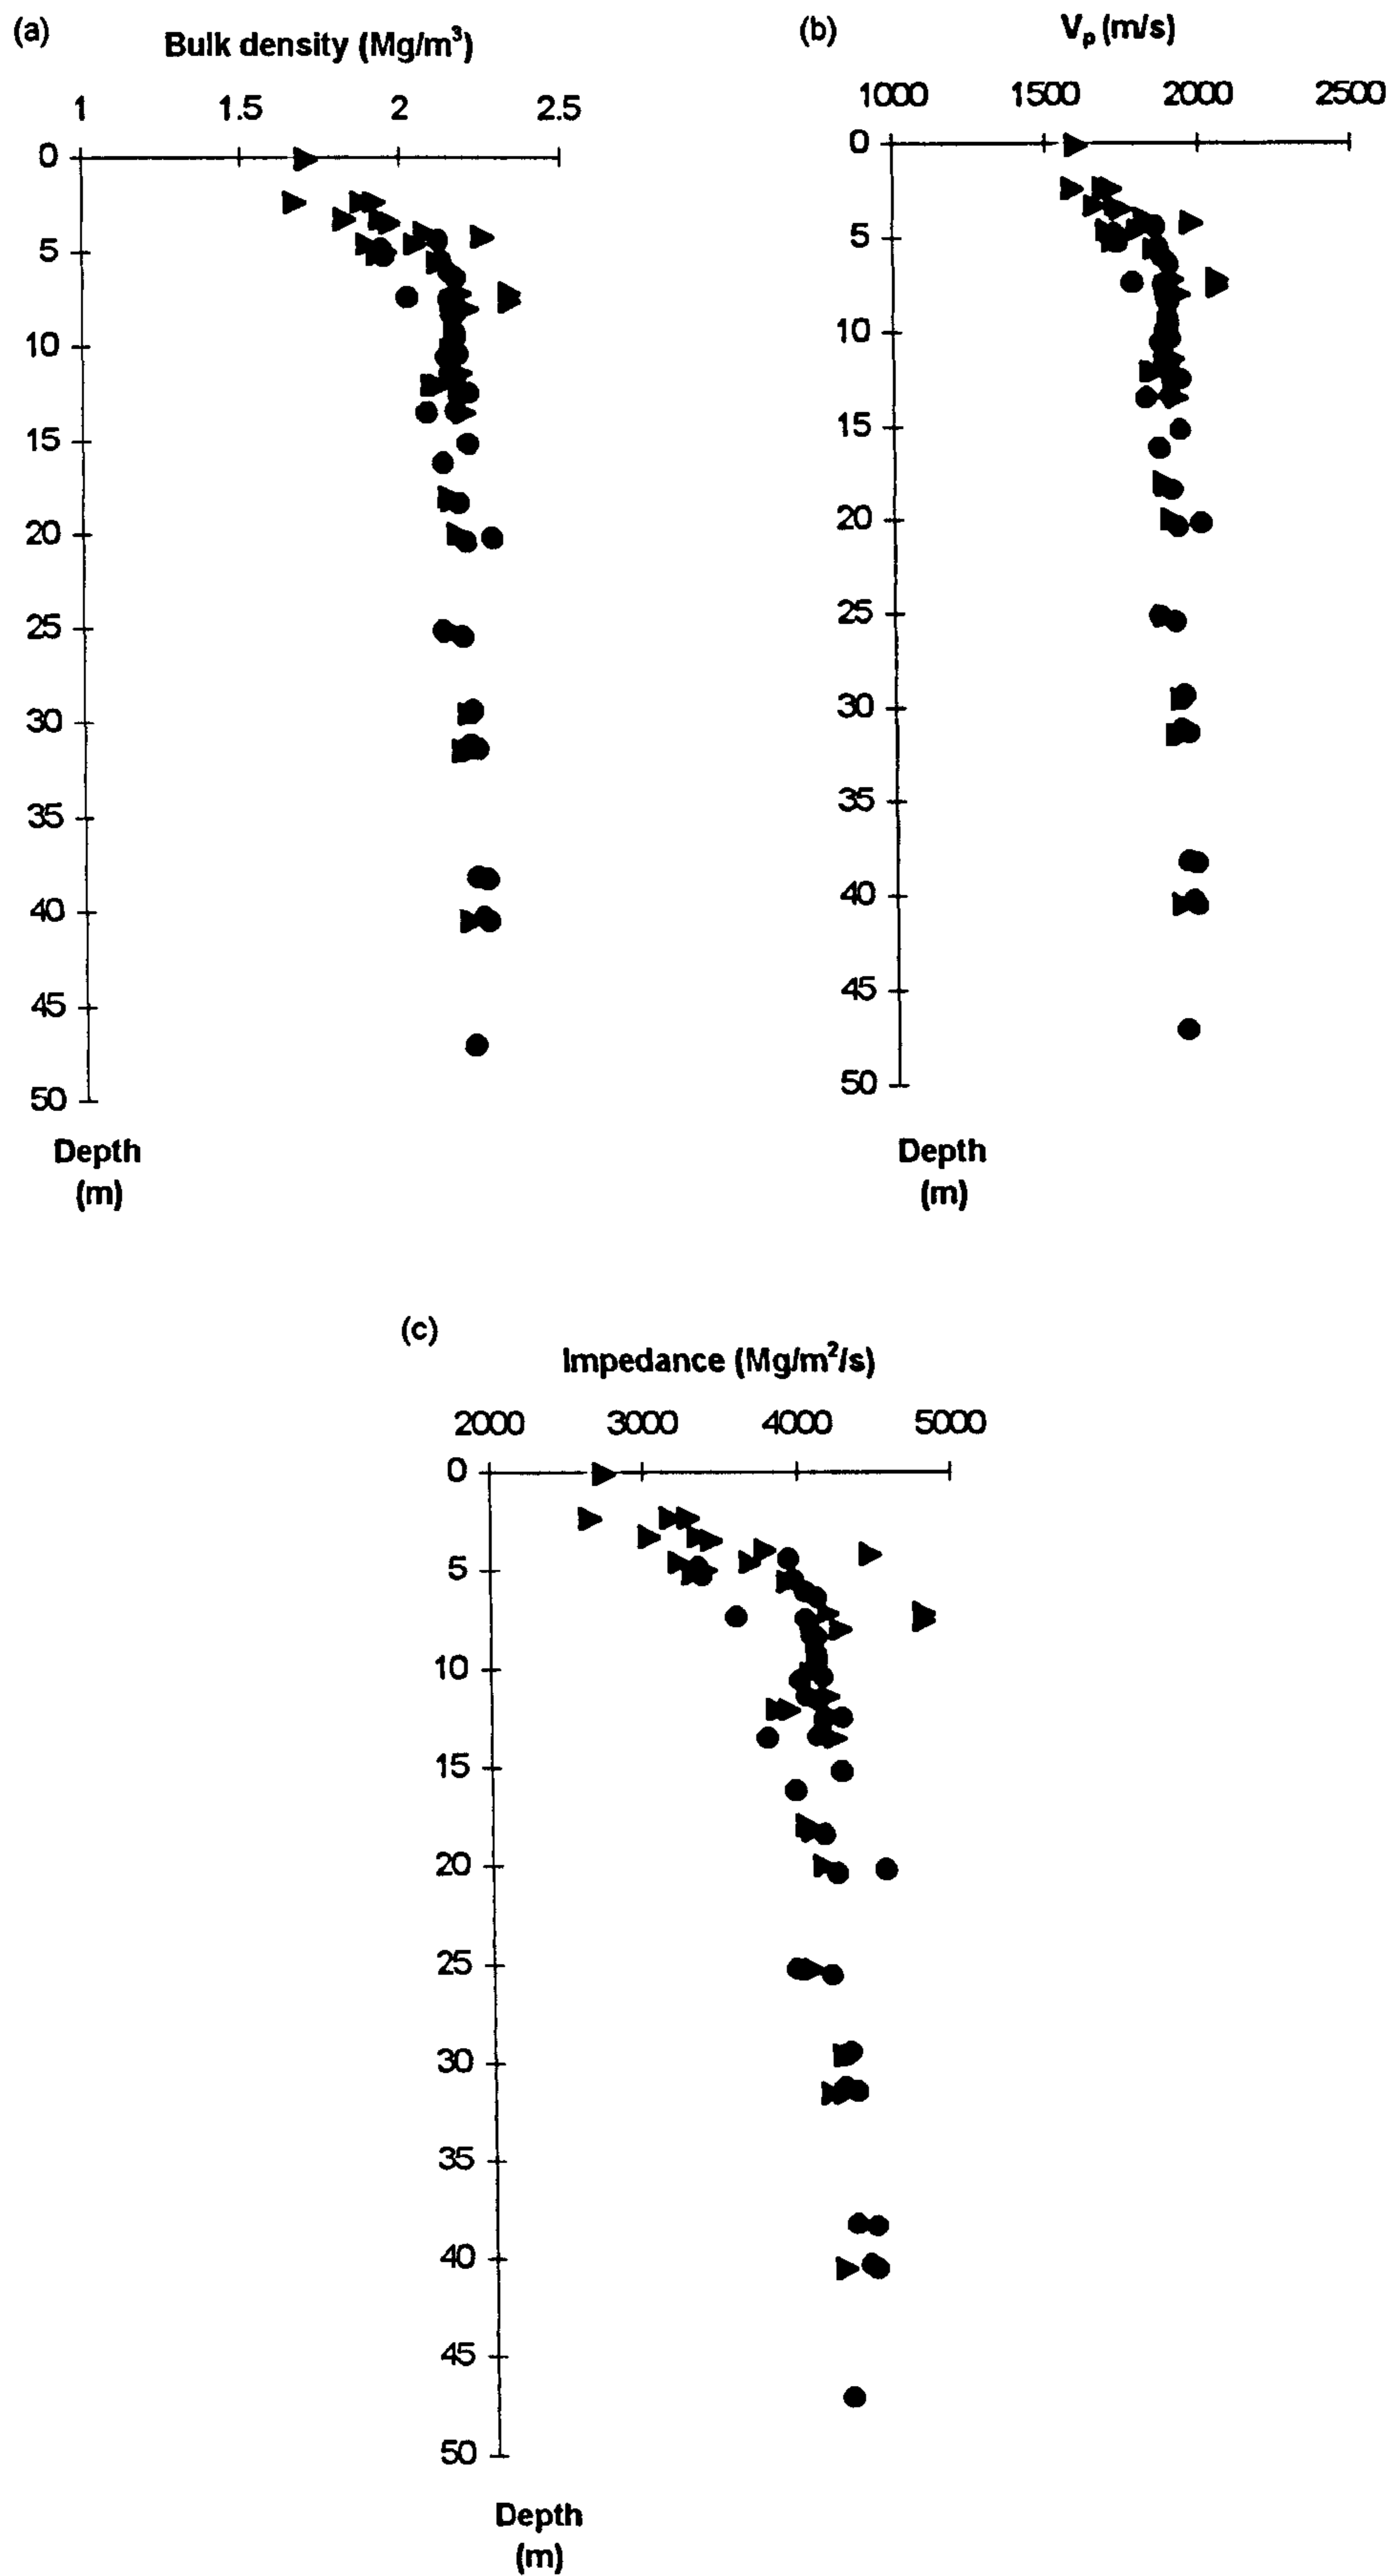 (a)
Bulk density (Mg/m³)
1 1.5 2 2.5
0
5
10
15
20
25
30
35
40
45
50
Depth
(m)
(b)
Vₚ (m/s)
1000 1500 2000 2500
0
5
10
15
20
25
30
35
40
45
50
Depth
(m)
(c)
Impedance (Mg/m²/s)
2000 3000 4000 5000
0
5
10
15
20
25
30
35
40
45
50
Depth
(m)